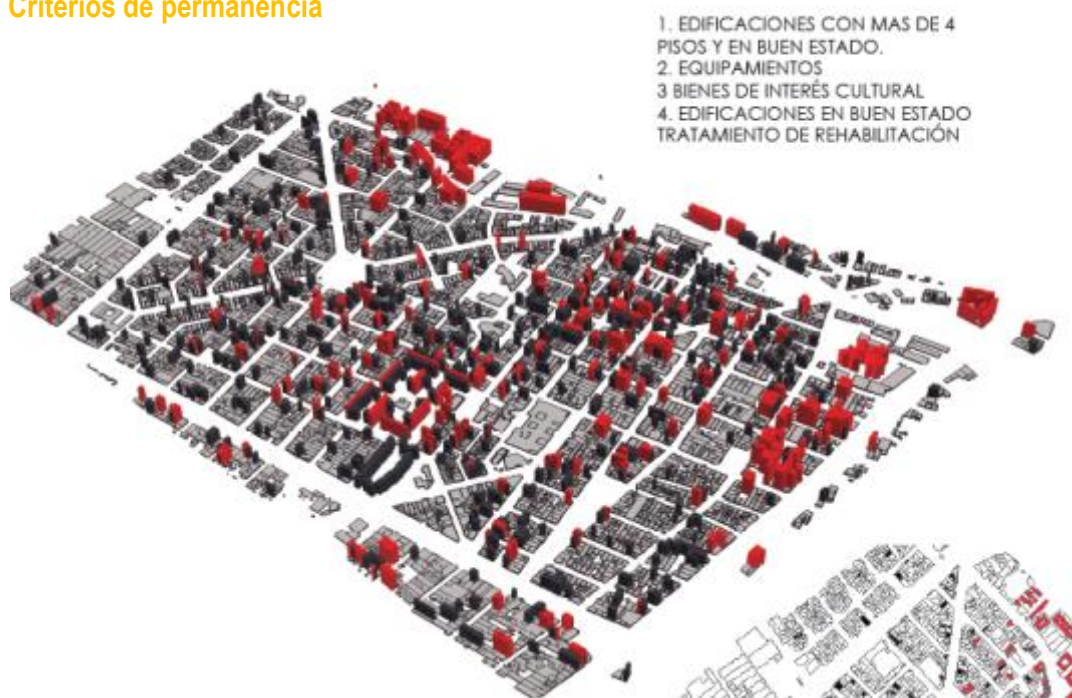 Criterios de permanencia
1. EDIFICACIONES CON MAS DE 4
PISOS Y EN BUEN ESTADO.
2. EQUIPAMIENTOS
3 BIENES DE INTERÉS CULTURAL
4. EDIFICACIONES EN BUEN ESTADO
TRATAMIENTO DE REHABILITACIÓN